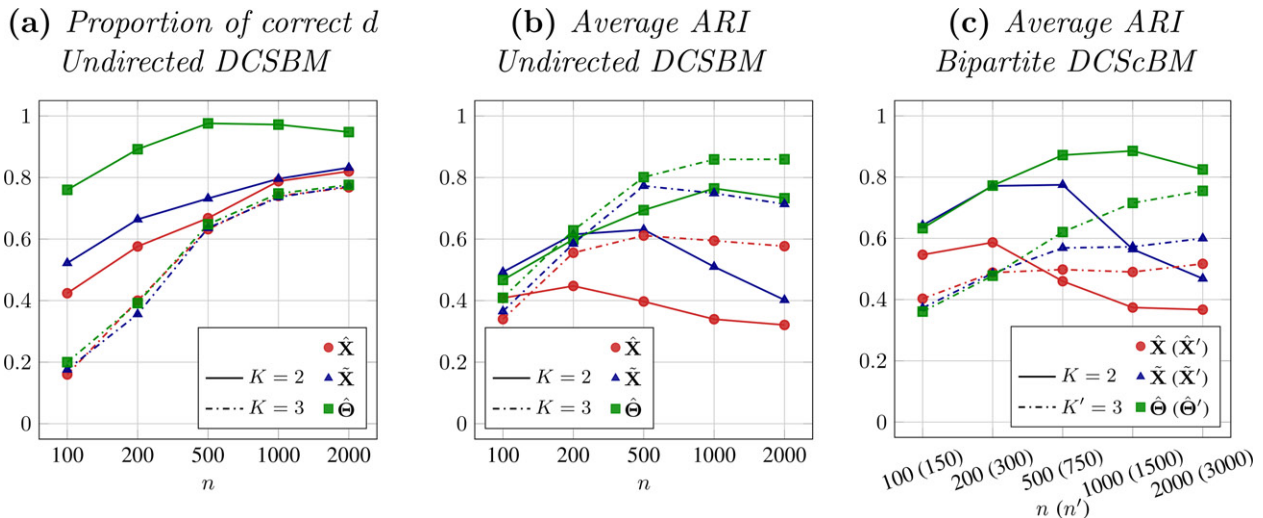 (a) Proportion of correct d
Undirected DCSBM
1
0.8
0.6
0.4
0.2
0
100 200 500 1000 2000
n
K = 2
K = 3
X̂
X̃
Θ̂
(b) Average ARI
Undirected DCSBM
1
0.8
0.6
0.4
0.2
0
100 200 500 1000 2000
n
K = 2
K = 3
X̂
X̃
Θ̂
(c) Average ARI
Bipartite DCScBM
1
0.8
0.6
0.4
0.2
0
100 (150) 200 (300) 500 (750) 1000 (1500) 2000 (3000)
n (n′)
K = 2
K′ = 3
X̂ (X̂′)
X̃ (X̃′)
Θ̂ (Θ̂′)